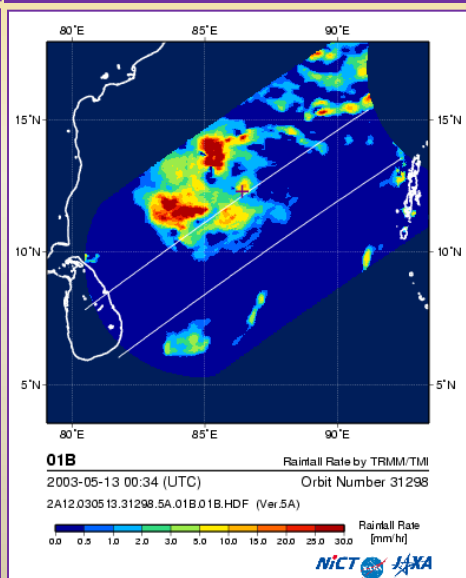 80°E 85°E 90°E
15°N 15°N
10°N 10°N
5°N 5°N
80°E 85°E 90°E
01B Rainfall Rate by TRMM/TMI
2003-05-13 00:34 (UTC) Orbit Number 31298
2A12.030513.31298.5A.01B.01B.HDF (Ver.5A)
Rainfall Rate
[mm/hr]
0.0 0.5 1.0 2.0 3.0 5.0 10.0 15.0 20.0 25.0 30.0
NiCT NASA JAXA